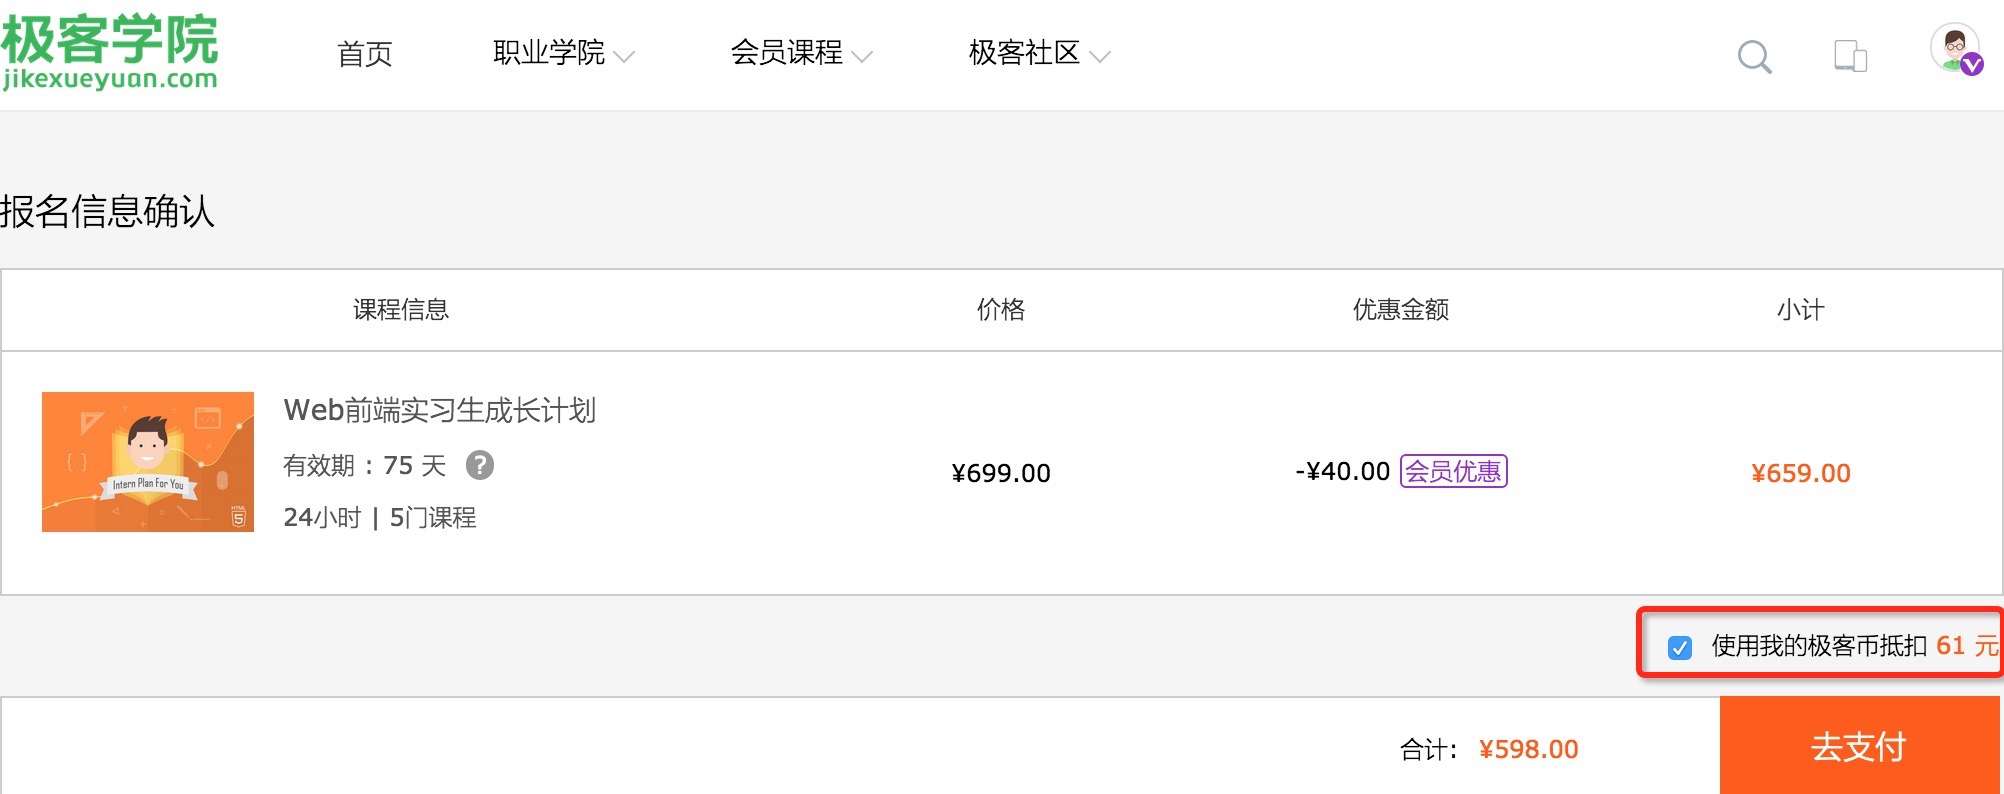 极客学院
jikexueyuan.com
首页
职业学院
会员课程
极客社区
报名信息确认
课程信息
价格
优惠金额
小计
Intern Plan For You
HTML
5
Web前端实习生成长计划
有效期：75 天 ?
24小时 | 5门课程
¥699.00
-¥40.00 会员优惠
¥659.00
使用我的极客币抵扣 61 元
合计: ¥598.00
去支付